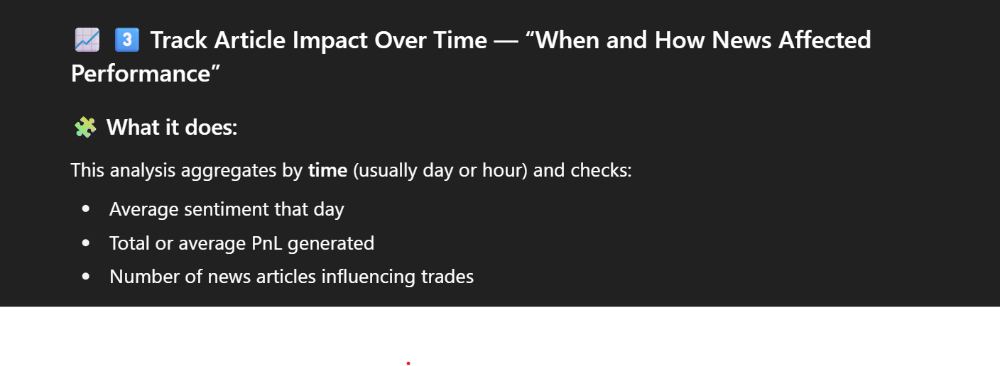 📈 3️⃣ Track Article Impact Over Time — “When and How News Affected
Performance”
🧩 What it does:
This analysis aggregates by time (usually day or hour) and checks:
• Average sentiment that day
• Total or average PnL generated
• Number of news articles influencing trades